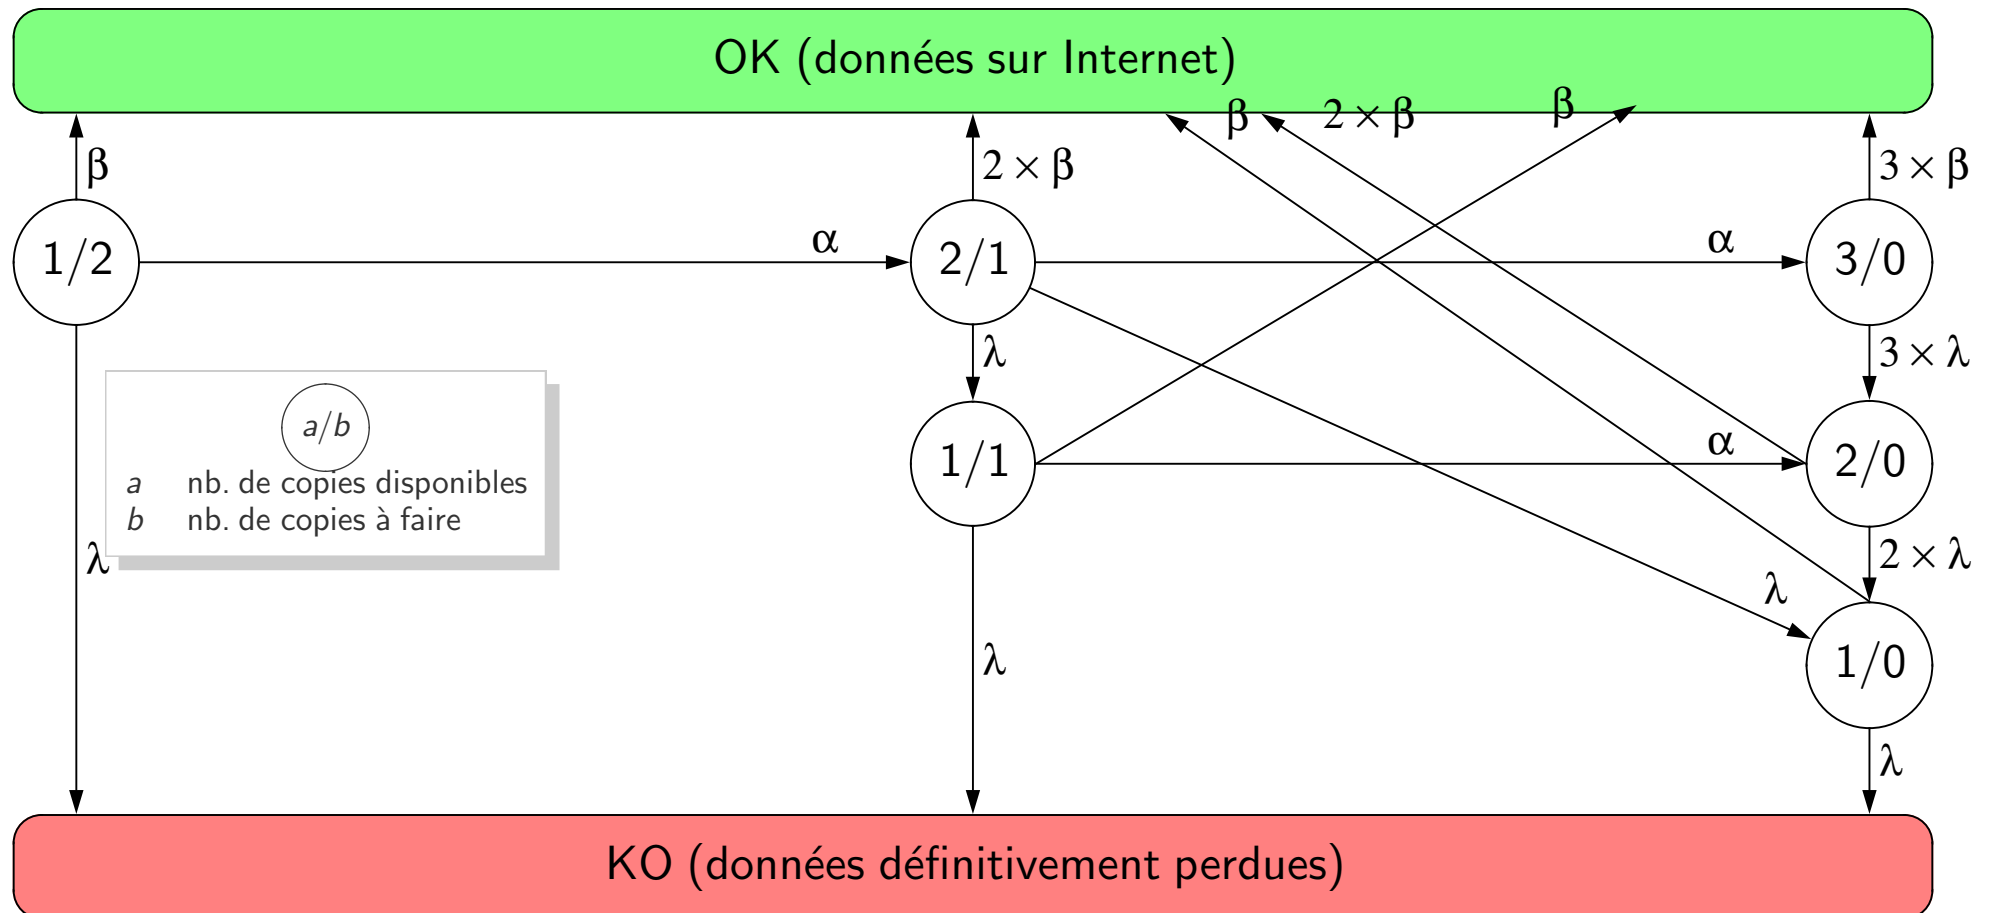 OK (données sur Internet)
β 2 × β β
β 2 × β 3 × β
α α
1/2 2/1 3/0
λ 3 × λ
a/b
α
1/1 2/0
a nb. de copies disponibles
b nb. de copies à faire
λ 2 × λ
λ
λ 1/0
λ
KO (données définitivement perdues)